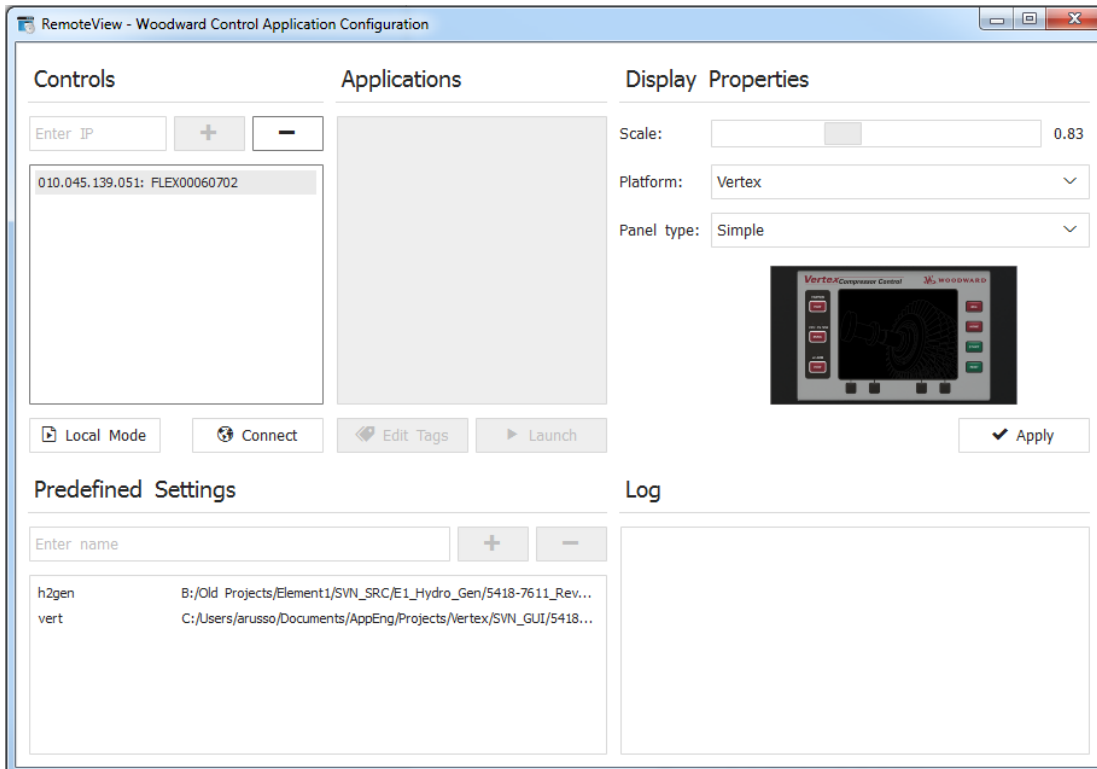 RemoteView - Woodward Control Application Configuration
Controls
Enter IP
010.045.139.051: FLEX00060702
Local Mode
Connect
Applications
Edit Tags
Launch
Display Properties
Scale:
0.83
Platform:
Vertex
Panel type:
Simple
Vertex Compressor Control
WOODWARD
Apply
Predefined Settings
Enter name
h2gen B:/Old Projects/Element1/SVN_SRC/E1_Hydro_Gen/5418-7611_Rev...
vert C:/Users/arusso/Documents/AppEng/Projects/Vertex/SVN_GUI/5418...
Log